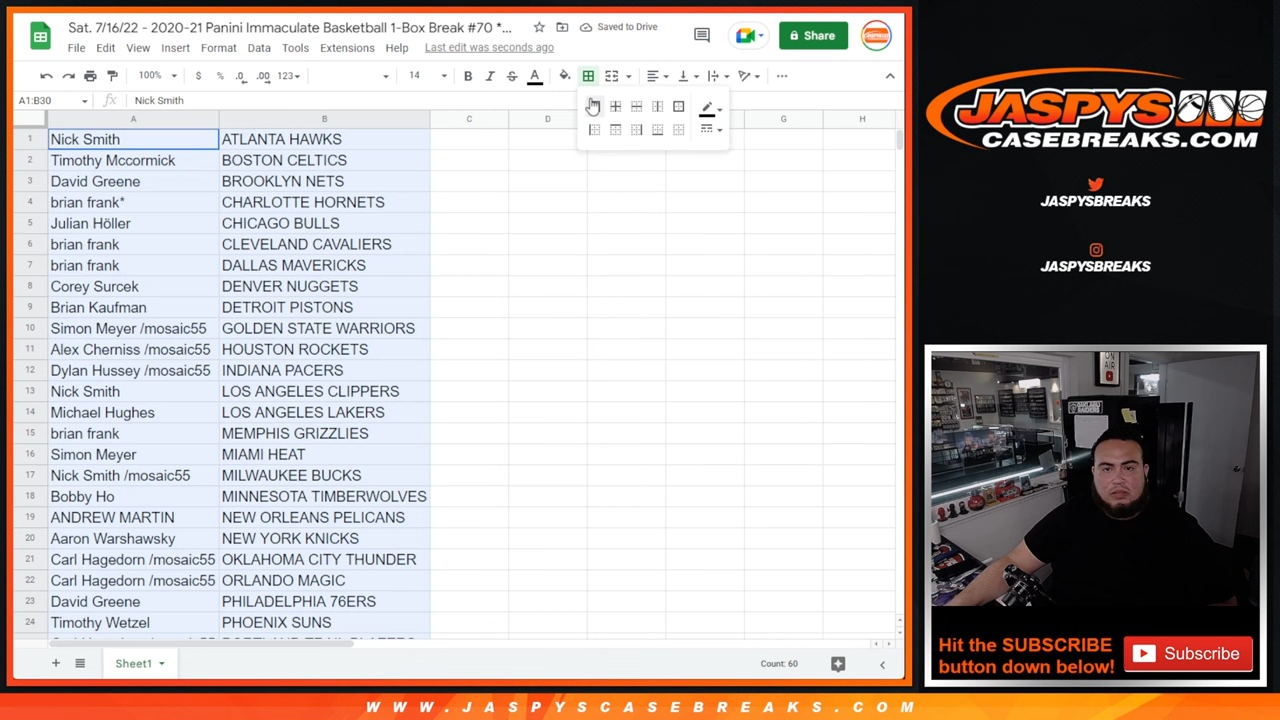 Sat. 7/16/22 - 2020-21 Panini Immaculate Basketball 1-Box Break #70 *...
Saved to Drive
Share
File Edit View Insert Format Data Tools Extensions Help Last edit was seconds ago
100% $ % .0 .00 123 14 B I S A
A1:B30 fx Nick Smith
A B C D E F G H
1 Nick Smith ATLANTA HAWKS
2 Timothy Mccormick BOSTON CELTICS
3 David Greene BROOKLYN NETS
4 brian frank* CHARLOTTE HORNETS
5 Julian Höller CHICAGO BULLS
6 brian frank CLEVELAND CAVALIERS
7 brian frank DALLAS MAVERICKS
8 Corey Surcek DENVER NUGGETS
9 Brian Kaufman DETROIT PISTONS
10 Simon Meyer /mosaic55 GOLDEN STATE WARRIORS
11 Alex Cherniss /mosaic55 HOUSTON ROCKETS
12 Dylan Hussey /mosaic55 INDIANA PACERS
13 Nick Smith LOS ANGELES CLIPPERS
14 Michael Hughes LOS ANGELES LAKERS
15 brian frank MEMPHIS GRIZZLIES
16 Simon Meyer MIAMI HEAT
17 Nick Smith /mosaic55 MILWAUKEE BUCKS
18 Bobby Ho MINNESOTA TIMBERWOLVES
19 ANDREW MARTIN NEW ORLEANS PELICANS
20 Aaron Warshawsky NEW YORK KNICKS
21 Carl Hagedorn /mosaic55 OKLAHOMA CITY THUNDER
22 Carl Hagedorn /mosaic55 ORLANDO MAGIC
23 David Greene PHILADELPHIA 76ERS
24 Timothy Wetzel PHOENIX SUNS
Sheet1
Count: 60
JASPYS
CASEBREAKS.COM
JASPYSBREAKS
JASPYSBREAKS
ON AIR
Hit the SUBSCRIBE
button down below!
Subscribe
WWW.JASPYSCASEBREAKS.COM